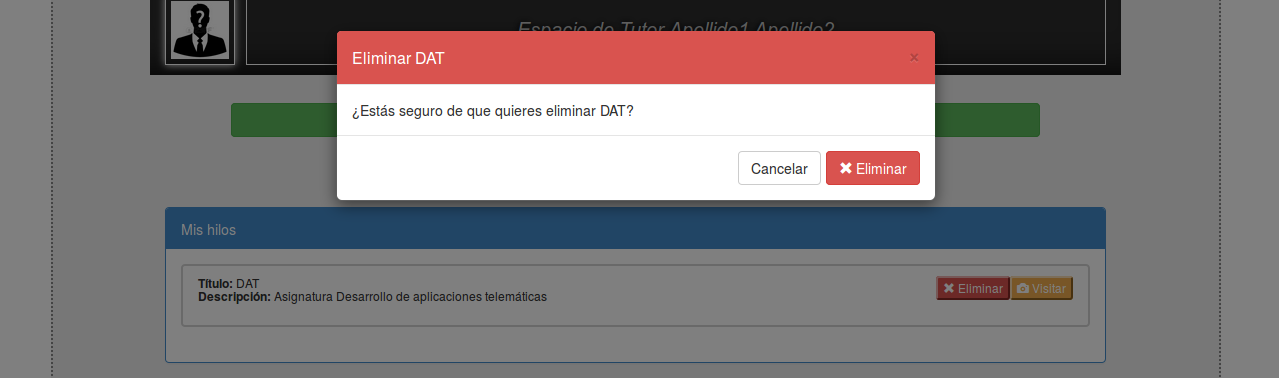 Espacio de Tutor Apellido1 Apellido2
Eliminar DAT ×
¿Estás seguro de que quieres eliminar DAT?
Cancelar Eliminar
Mis hilos
Título: DAT
Descripción: Asignatura Desarrollo de aplicaciones telemáticas
Eliminar Visitar